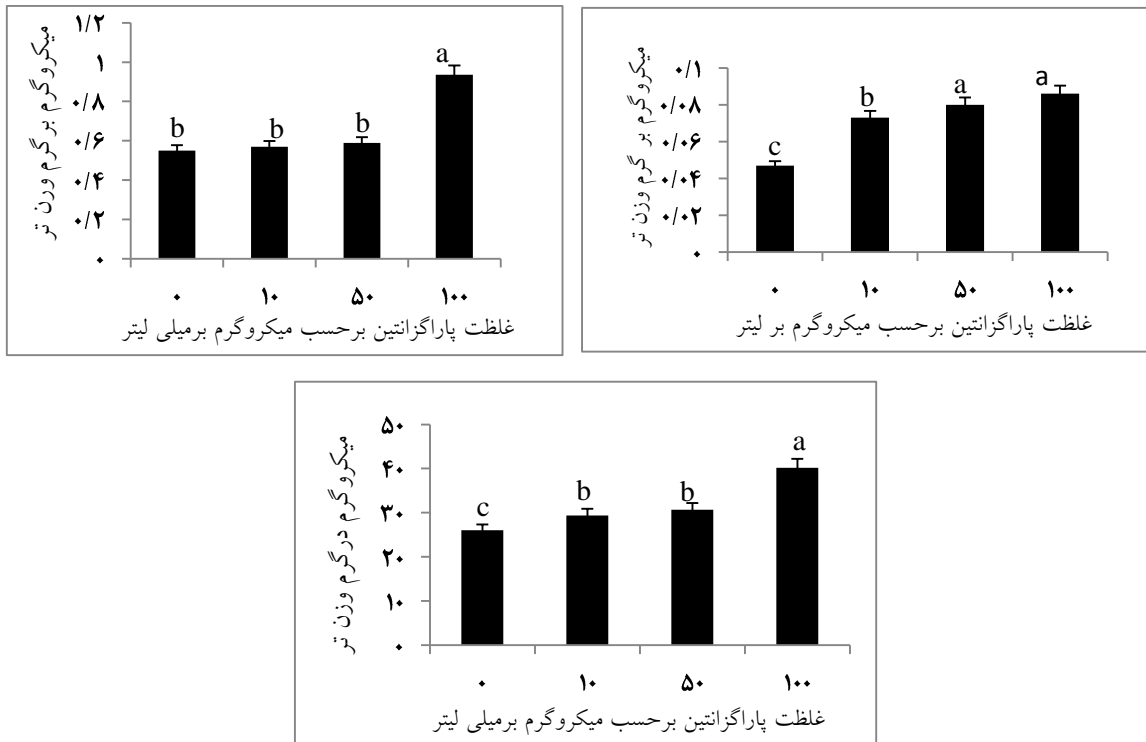 میکروگرم برگرم ورن تر
۱/۲
۱
۰/۸
۰/۶
۰/۴
۰/۲
۰
b
b
b
a
۰ ۱۰ ۵۰ ۱۰۰
غلظت پاراگزانتین برحسب میکروگرم برمیلی لیتر
میکروگرم بر گرم وزن تر
۰/۱
۰/۰۸
۰/۰۶
۰/۰۴
۰/۰۲
۰
c
b
a
a
۰ ۱۰ ۵۰ ۱۰۰
غلظت پاراگزانتین برحسب میکروگرم بر لیتر
میکروگرم درگرم وزن تر
۵۰
۴۰
۳۰
۲۰
۱۰
۰
c
b
b
a
۰ ۱۰ ۵۰ ۱۰۰
غلظت پاراگزانتین برحسب میکروگرم برمیلی لیتر